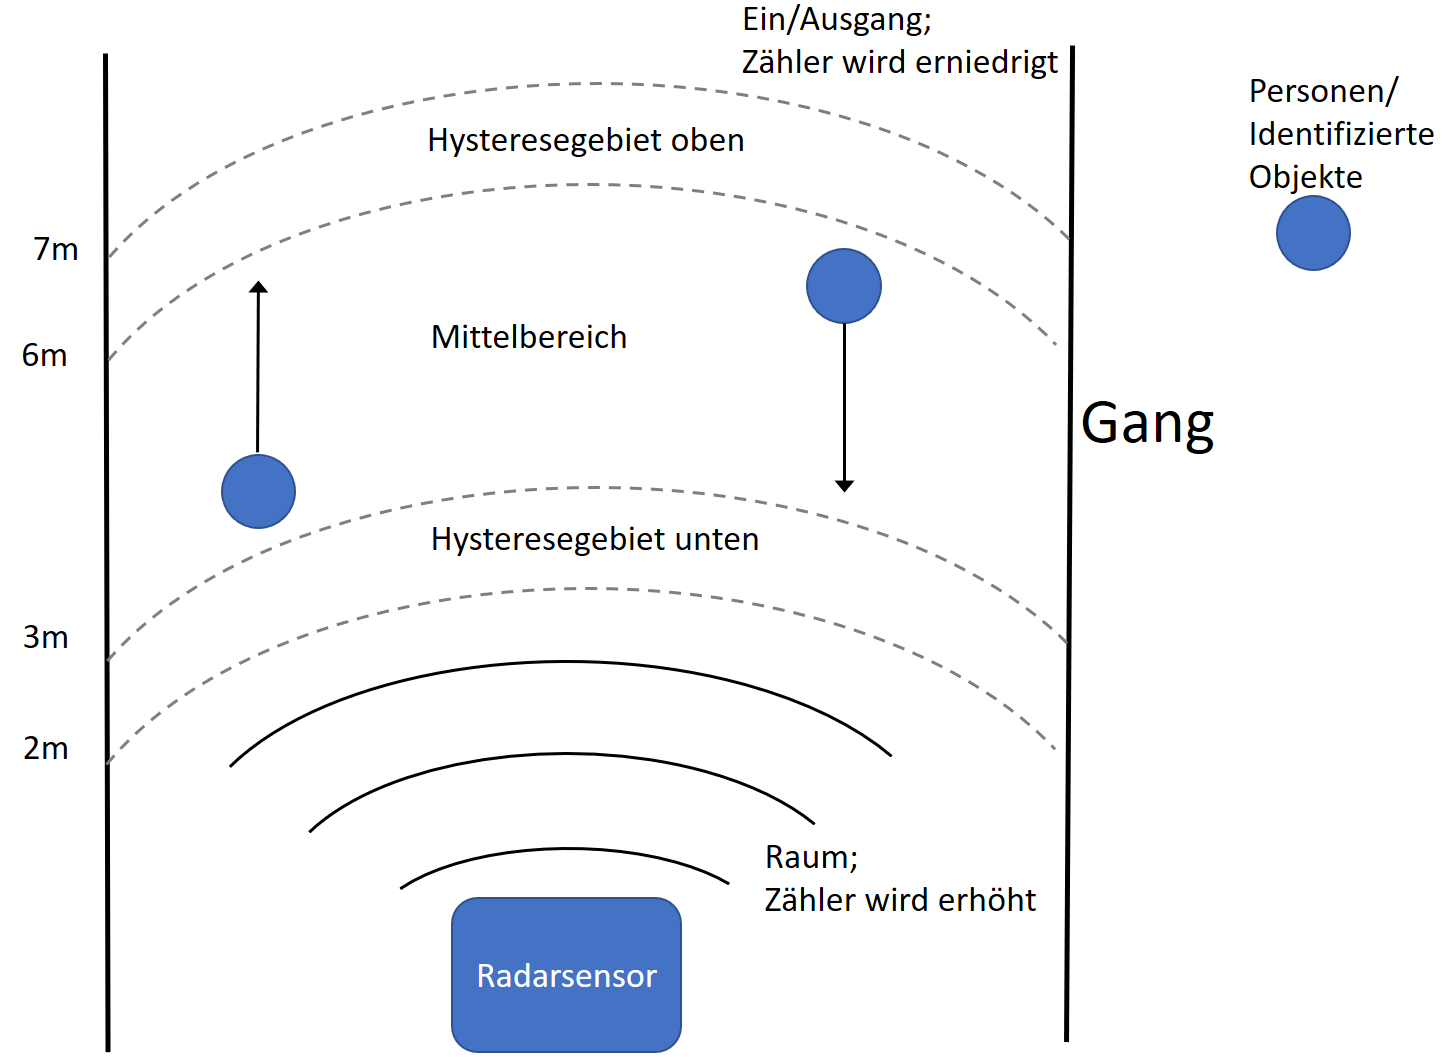 Ein/Ausgang;
Zähler wird erniedrigt
Personen/
Identifizierte
Objekte
Hysteresegebiet oben
7m
6m
Mittelbereich
Gang
Hysteresegebiet unten
3m
2m
Raum;
Zähler wird erhöht
Radarsensor